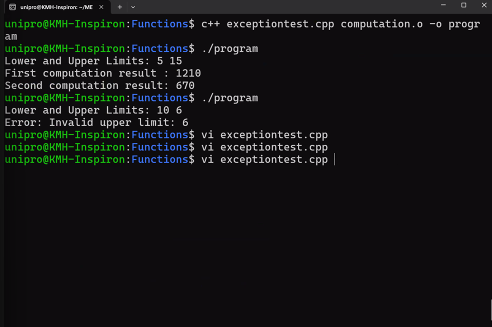 unipro@KMH-Inspiron: ~/ME
unipro@KMH-Inspiron:Functions$ c++ exceptiontest.cpp computation.o -o progr
am
unipro@KMH-Inspiron:Functions$ ./program
Lower and Upper Limits: 5 15
First computation result : 1210
Second computation result: 670
unipro@KMH-Inspiron:Functions$ ./program
Lower and Upper Limits: 10 6
Error: Invalid upper limit: 6
unipro@KMH-Inspiron:Functions$ vi exceptiontest.cpp
unipro@KMH-Inspiron:Functions$ vi exceptiontest.cpp
unipro@KMH-Inspiron:Functions$ vi exceptiontest.cpp